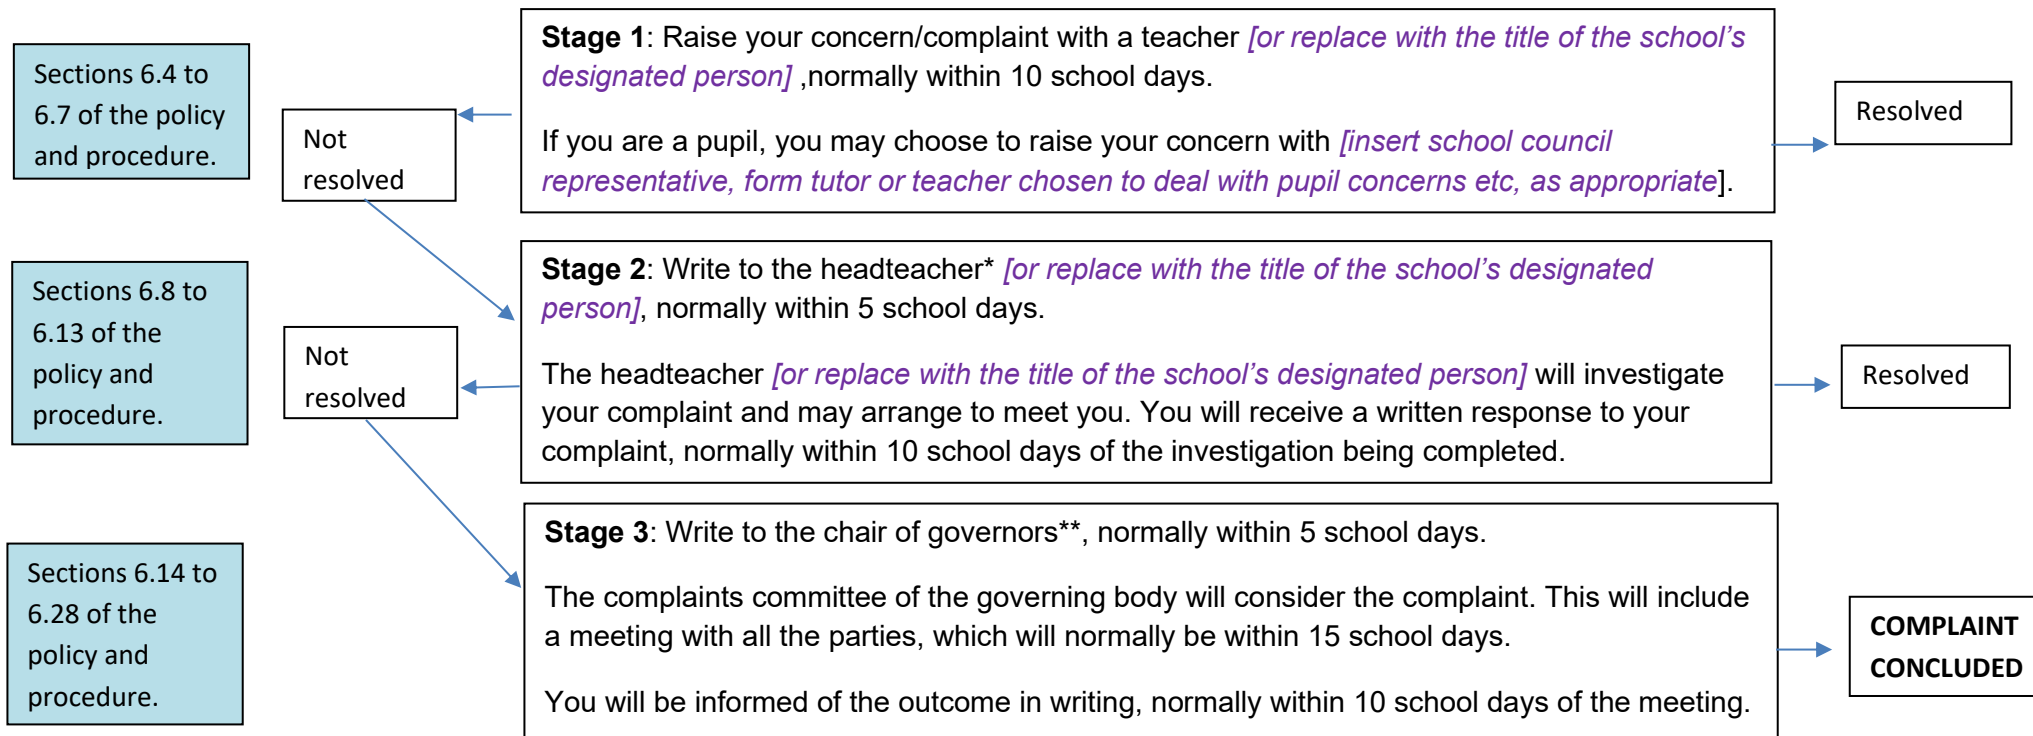 Sections 6.4 to
6.7 of the policy
and procedure.
Not
resolved
Stage 1: Raise your concern/complaint with a teacher [or replace with the title of the school's
designated person] ,normally within 10 school days.
If you are a pupil, you may choose to raise your concern with [insert school council
representative, form tutor or teacher chosen to deal with pupil concerns etc, as appropriate].
Resolved
Sections 6.8 to
6.13 of the
policy and
procedure.
Not
resolved
Stage 2: Write to the headteacher* [or replace with the title of the school's designated
person], normally within 5 school days.
The headteacher [or replace with the title of the school's designated person] will investigate
your complaint and may arrange to meet you. You will receive a written response to your
complaint, normally within 10 school days of the investigation being completed.
Resolved
Sections 6.14 to
6.28 of the
policy and
procedure.
Stage 3: Write to the chair of governors**, normally within 5 school days.
The complaints committee of the governing body will consider the complaint. This will include
a meeting with all the parties, which will normally be within 15 school days.
You will be informed of the outcome in writing, normally within 10 school days of the meeting.
COMPLAINT
CONCLUDED